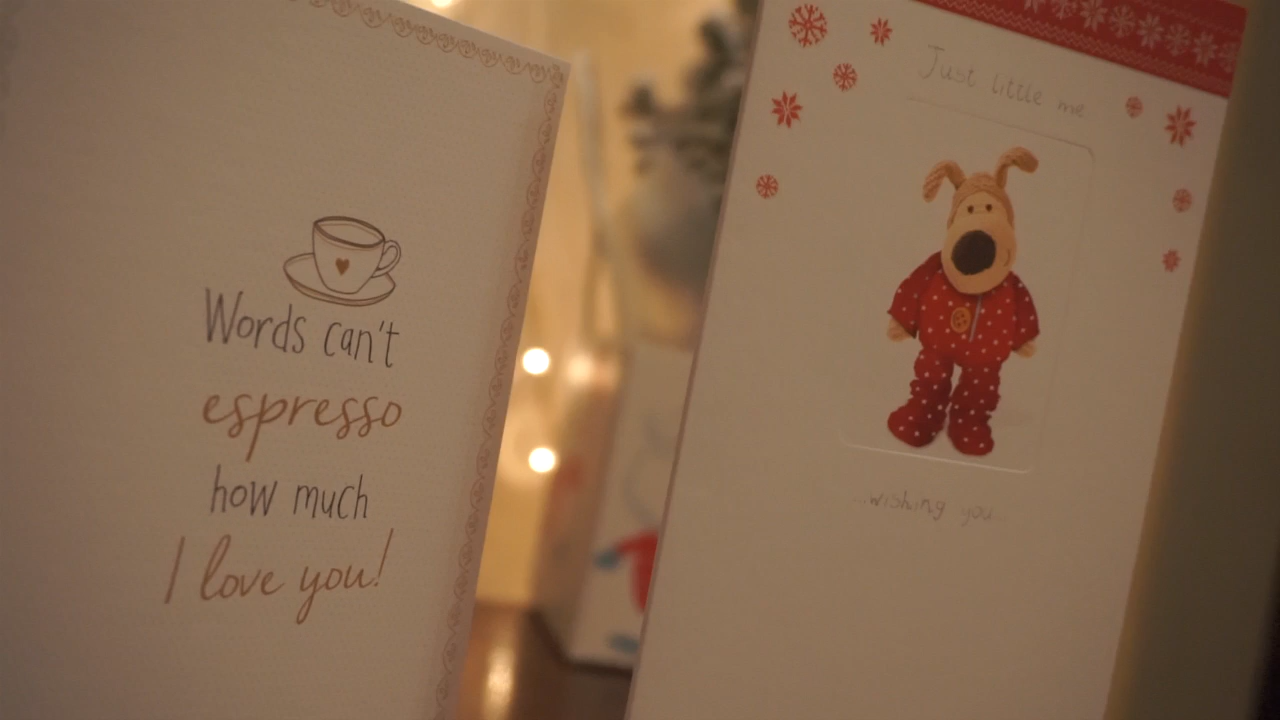 Words can't
espresso
how much
I love you!
Just little me
...wishing you